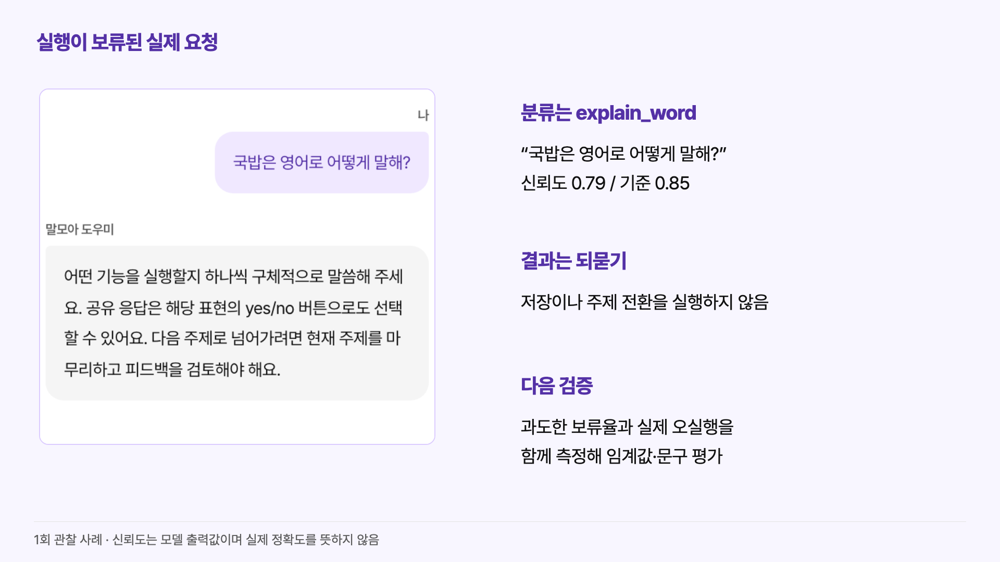 실행이 보류된 실제 요청
나
국밥은 영어로 어떻게 말해?
말모아 도우미
어떤 기능을 실행할지 하나씩 구체적으로 말씀해 주세
요. 공유 응답은 해당 표현의 yes/no 버튼으로도 선택
할 수 있어요. 다음 주제로 넘어가려면 현재 주제를 마
무리하고 피드백을 검토해야 해요.
분류는 explain_word
“국밥은 영어로 어떻게 말해?”
신뢰도 0.79 / 기준 0.85
결과는 되묻기
저장이나 주제 전환을 실행하지 않음
다음 검증
과도한 보류율과 실제 오실행을
함께 측정해 임계값·문구 평가
1회 관찰 사례 · 신뢰도는 모델 출력값이며 실제 정확도를 뜻하지 않음